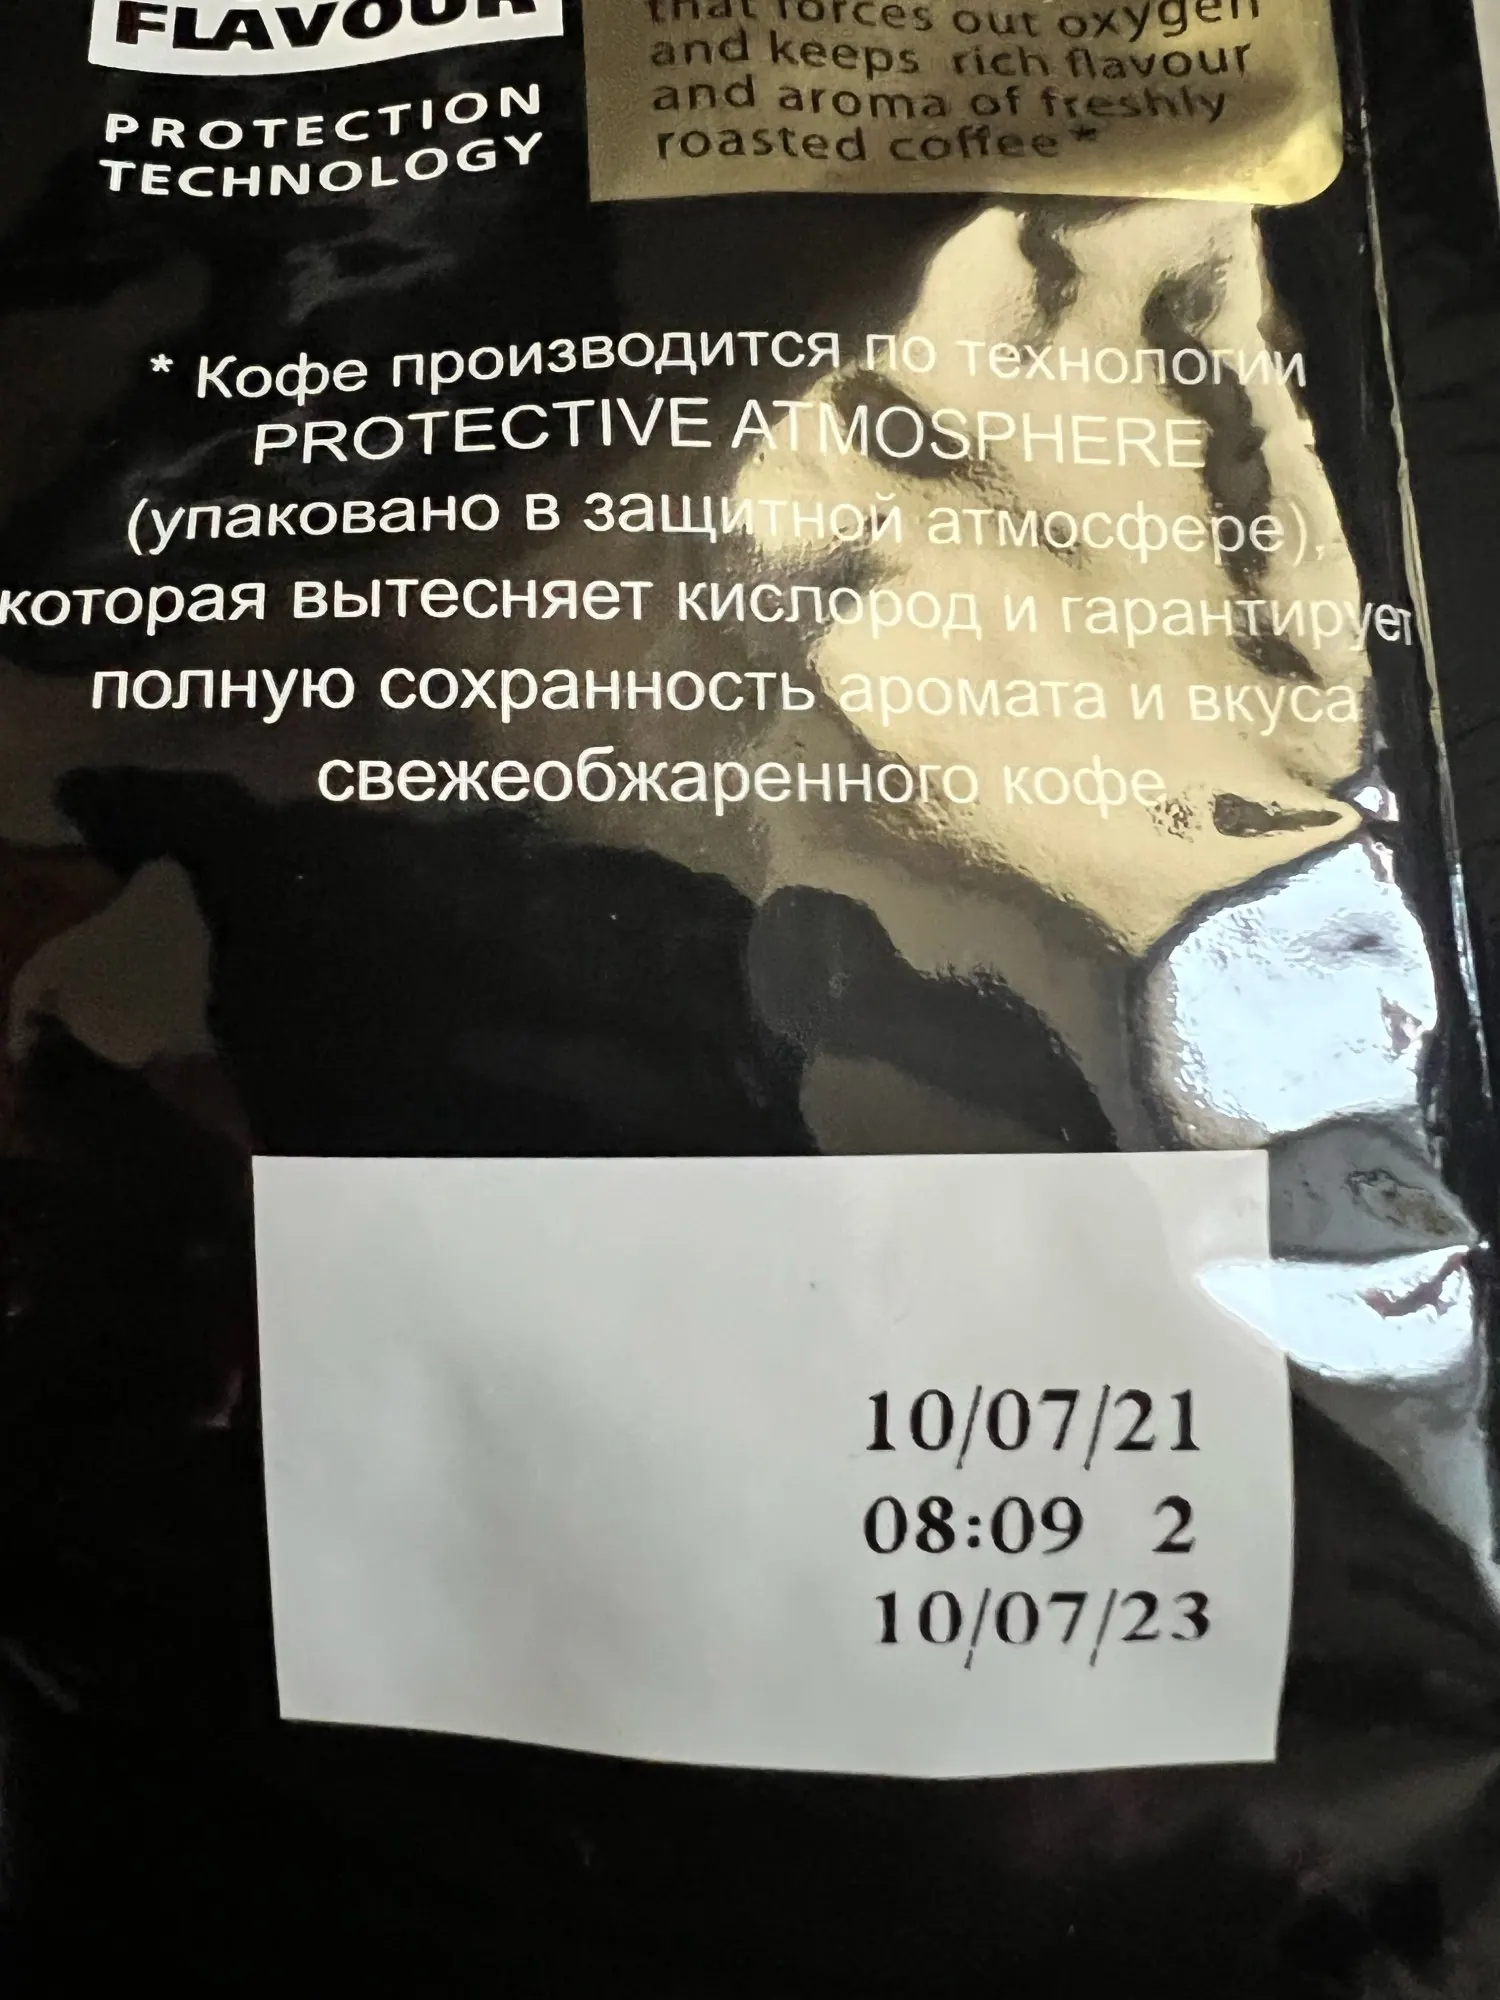 FLAVOUR
PROTECTION
TECHNOLOGY
that forces out oxygen
and keeps rich flavour
and aroma of freshly
roasted coffee*
* Кофе производится по технологии
PROTECTIVE ATMOSPHERE
(упаковано в защитной атмосфере),
которая вытесняет кислород и гарантирует
полную сохранность аромата и вкуса
свежеобжаренного кофе
10/07/21
08:09 2
10/07/23